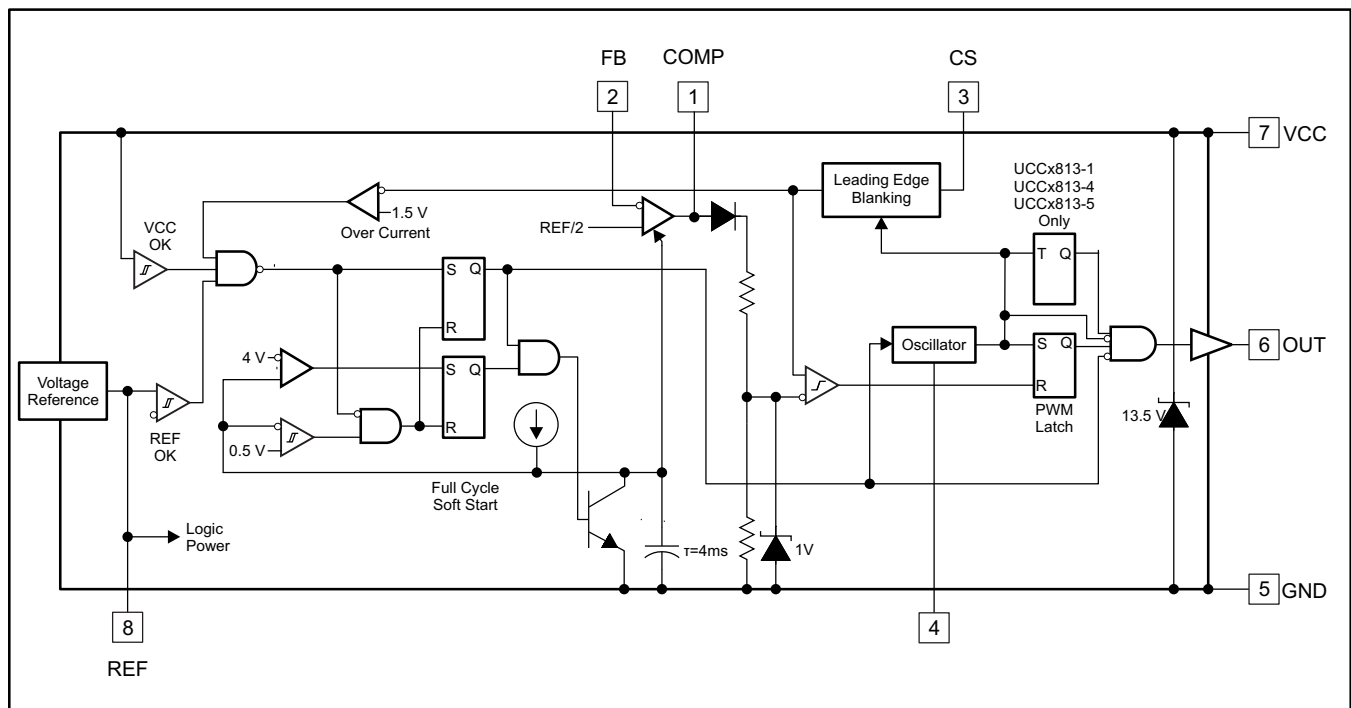 FB
COMP
CS
2
1
3
7 VCC
UCCx813-1
UCCx813-4
UCCx813-5
Only
Leading Edge
Blanking
1.5 V
Over Current
VCC
OK
REF/2
T Q
S Q
R
4 V
Oscillator
S Q
R
6 OUT
Voltage
Reference
S Q
R
PWM
Latch
13.5 V
REF
OK
0.5 V
Full Cycle
Soft Start
Logic
Power
τ=4ms
1V
5 GND
8
4
REF